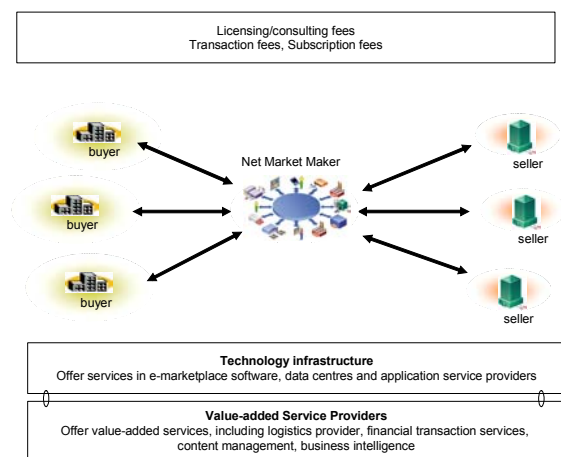 Licensing/consulting fees
Transaction fees, Subscription fees
buyer
Net Market Maker
seller
buyer
seller
buyer
seller
Technology infrastructure
Offer services in e-marketplace software, data centres and application service providers
Value-added Service Providers
Offer value-added services, including logistics provider, financial transaction services,
content management, business intelligence